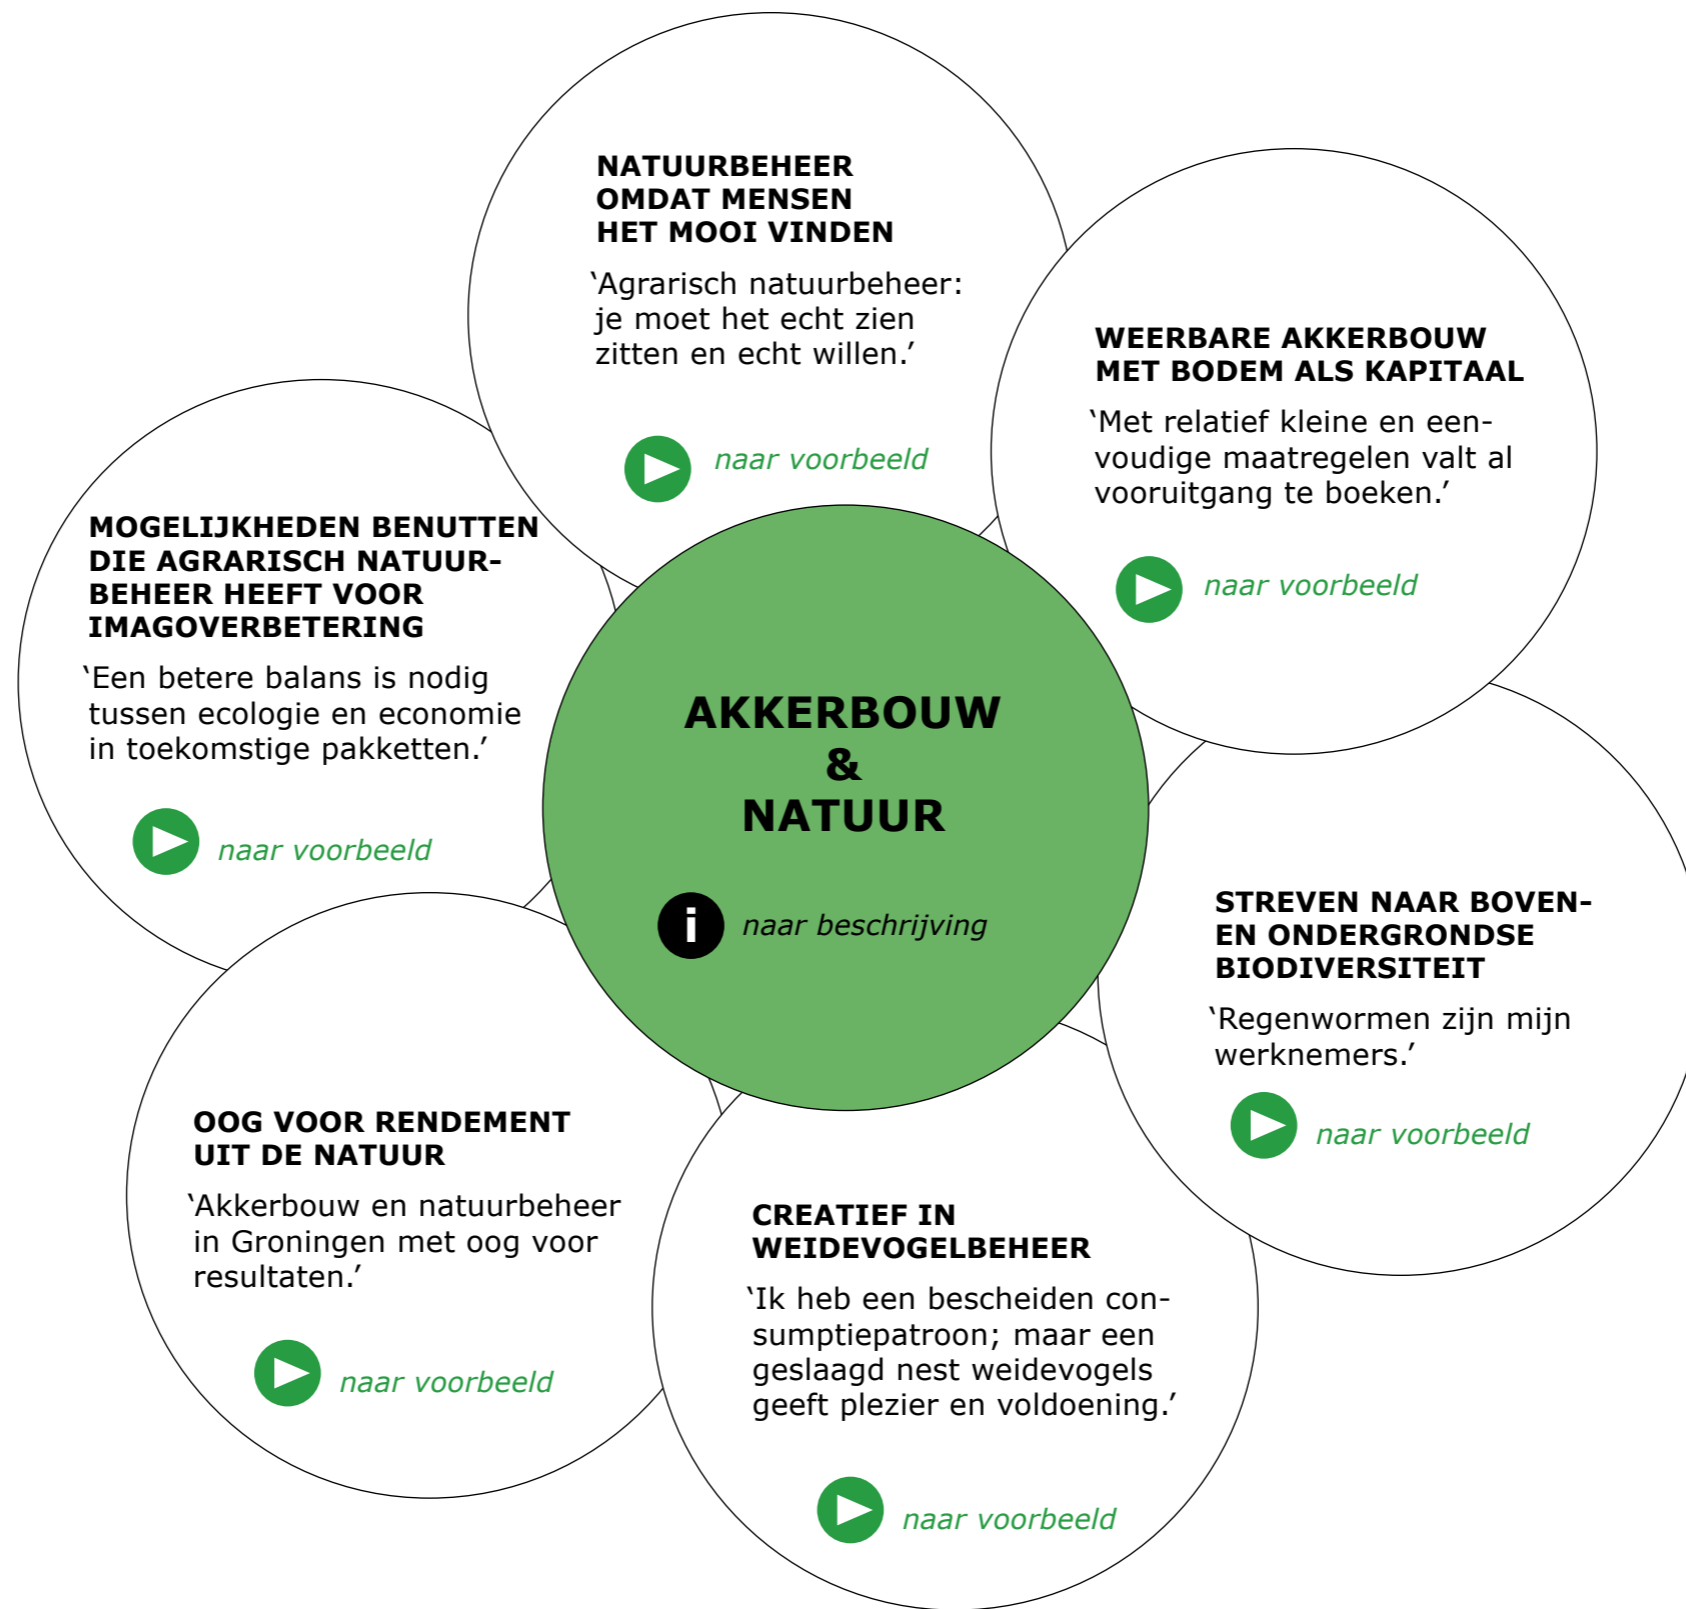 NATUURBEHEER
OMDAT MENSEN
HET MOOI VINDEN
‘Agrarisch natuurbeheer:
je moet het echt zien
zitten en echt willen.’
naar voorbeeld
WEERBARE AKKERBOUW
MET BODEM ALS KAPITAAL
‘Met relatief kleine en een-
voudige maatregelen valt al
vooruitgang te boeken.’
naar voorbeeld
MOGELIJKHEDEN BENUTTEN
DIE AGRARISCH NATUUR-
BEHEER HEEFT VOOR
IMAGOVERBETERING
‘Een betere balans is nodig
tussen ecologie en economie
in toekomstige pakketten.’
naar voorbeeld
AKKERBOUW
&
NATUUR
i naar beschrijving
STREVEN NAAR BOVEN-
EN ONDERGRONDSE
BIODIVERSITEIT
‘Regenwormen zijn mijn
werknemers.’
naar voorbeeld
OOG VOOR RENDEMENT
UIT DE NATUUR
‘Akkerbouw en natuurbeheer
in Groningen met oog voor
resultaten.’
naar voorbeeld
CREATIEF IN
WEIDEVOGELBEHEER
‘Ik heb een bescheiden con-
sumptiepatroon; maar een
geslaagd nest weidevogels
geeft plezier en voldoening.’
naar voorbeeld